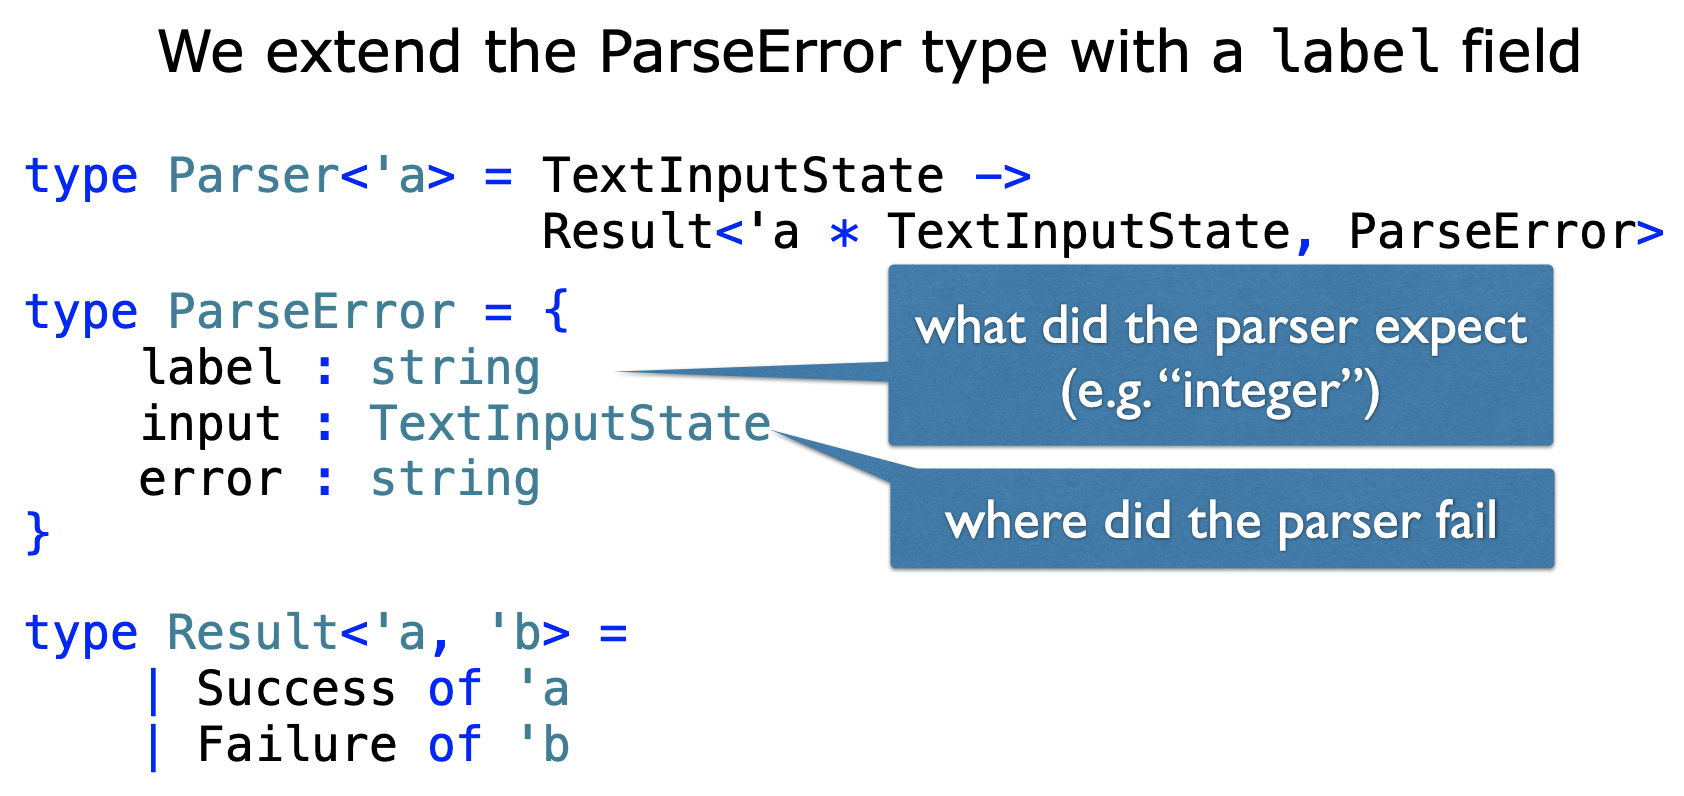 We extend the ParseError type with a label field
type Parser<'a> = TextInputState ->
Result<'a * TextInputState, ParseError>
type ParseError = {
label : string
input : TextInputState
error : string
}
what did the parser expect
(e.g. “integer”)
where did the parser fail
type Result<'a, 'b> =
| Success of 'a
| Failure of 'b